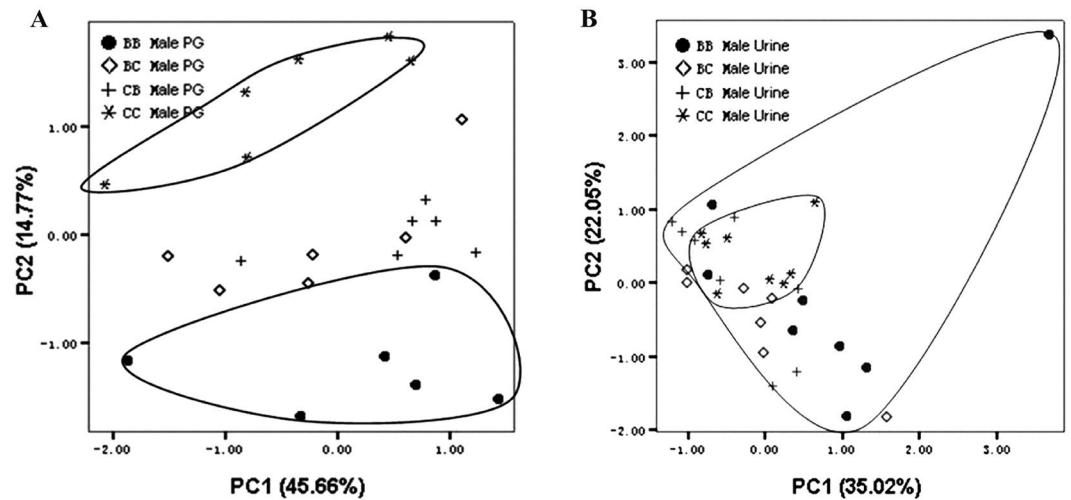 A
BB Male PG
BC Male PG
CB Male PG
CC Male PG
1.00
0.00
-1.00
PC2 (14.77%)
-2.00 -1.00 0.00 1.00
PC1 (45.66%)
B
BB Male Urine
BC Male Urine
CB Male Urine
CC Male Urine
3.00
2.00
1.00
0.00
-1.00
-2.00
PC2 (22.05%)
-1.00 0.00 1.00 2.00 3.00
PC1 (35.02%)